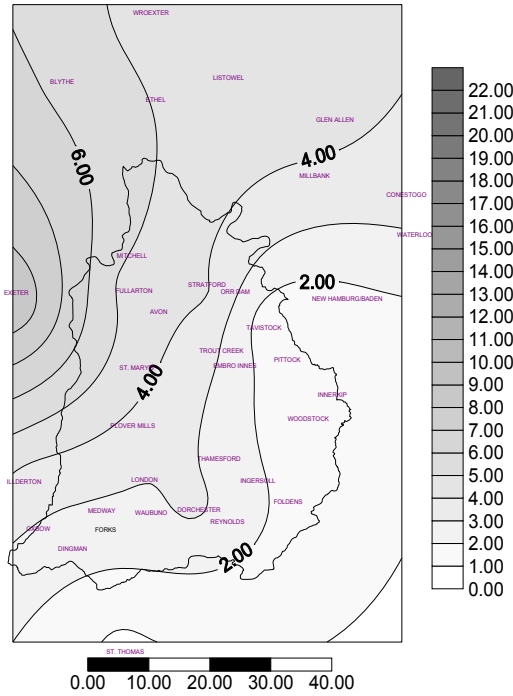 WROEXTER
BLYTHE
LISTOWEL
ETHEL
GLEN ALLEN
4.00
6.00
MILLBANK
CONESTOGO
WATERLOO
MITCHELL
2.00
STRATFORD
EXETER
FULLARTON
ORR DAM
NEW HAMBURG/BADEN
AVON
TAVISTOCK
TROUT CREEK
PITTOCK
ST. MARY
EMBRO INNES
4.00
INNERKIP
WOODSTOCK
PLOVER MILLS
THAMESFORD
ILLDERTON
LONDON
INGERSOLL
FOLDENS
MEDWAY
WAUBUNO
DORCHESTER
REYNOLDS
OXBOW
FORKS
DINGMAN
2.00
ST. THOMAS
0.00 10.00 20.00 30.00 40.00
22.00
21.00
20.00
19.00
18.00
17.00
16.00
15.00
14.00
13.00
12.00
11.00
10.00
9.00
8.00
7.00
6.00
5.00
4.00
3.00
2.00
1.00
0.00